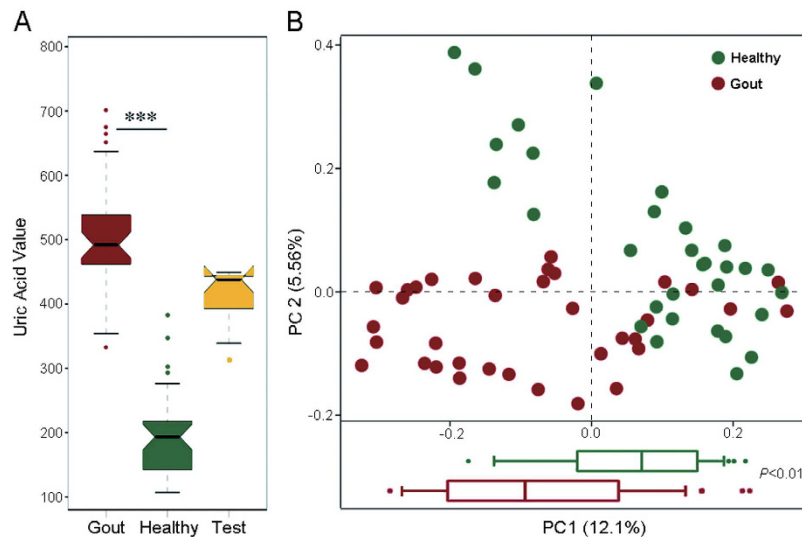 A
B
800
700
600
500
400
300
200
100
Uric Acid Value
***
Gout Healthy Test
0.4
0.2
0.0
-0.2
PC 2 (5.56%)
Healthy
Gout
-0.2 0.0 0.2
P<0.01
PC1 (12.1%)